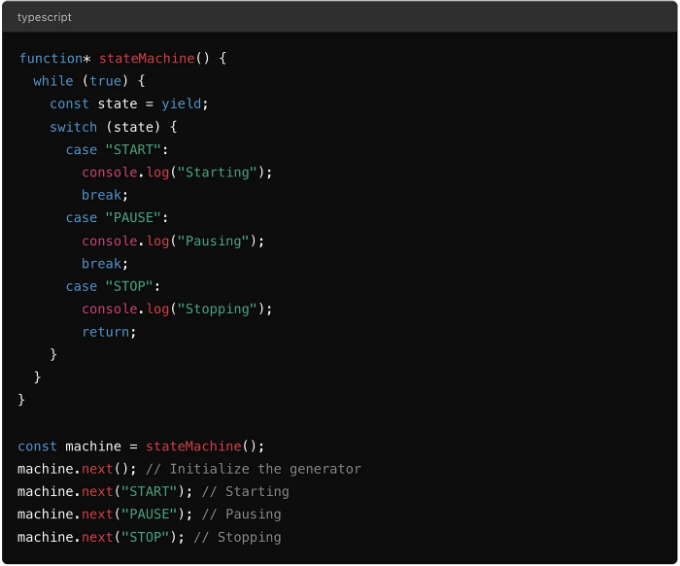 typescript
function* stateMachine() {
  while (true) {
    const state = yield;
    switch (state) {
      case "START":
        console.log("Starting");
        break;
      case "PAUSE":
        console.log("Pausing");
        break;
      case "STOP":
        console.log("Stopping");
        return;
    }
  }
}
const machine = stateMachine();
machine.next(); // Initialize the generator
machine.next("START"); // Starting
machine.next("PAUSE"); // Pausing
machine.next("STOP"); // Stopping